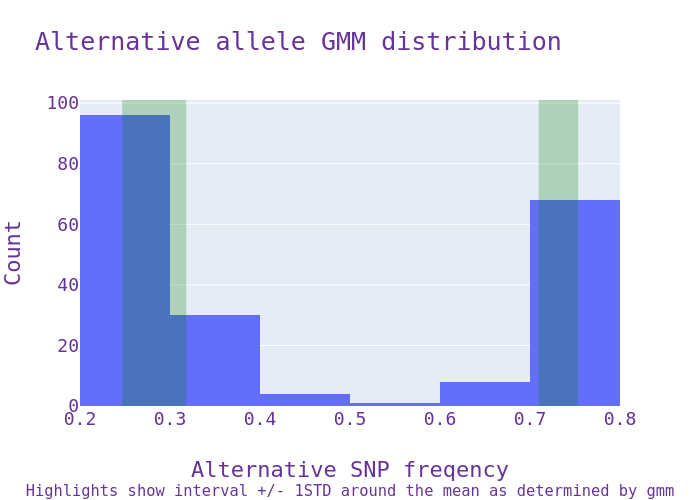 Alternative allele GMM distribution
100
80
60
40
20
0
Count
0.2 0.3 0.4 0.5 0.6 0.7 0.8
Alternative SNP freqency
Highlights show interval +/- 1STD around the mean as determined by gmm